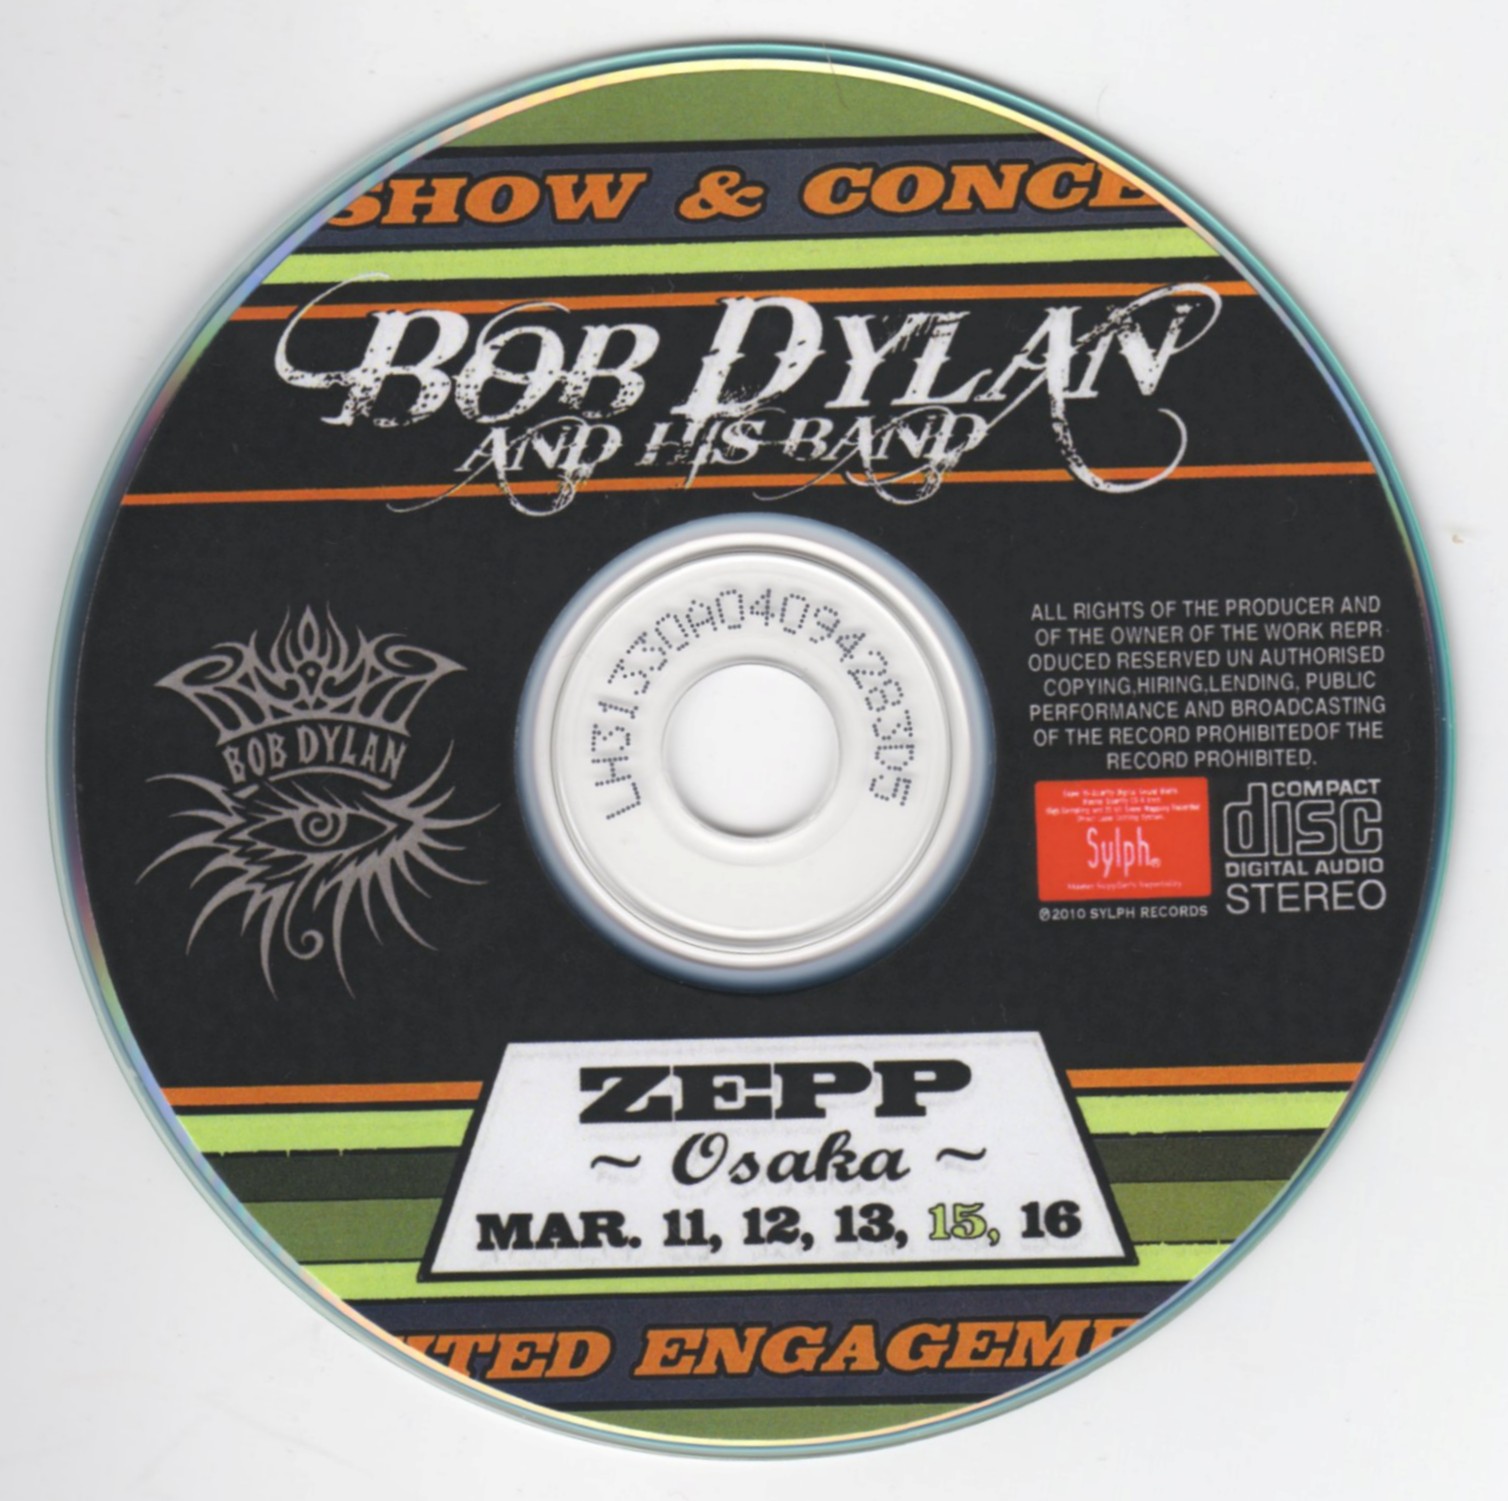 SHOW & CONCE
BOB DYLAN
AND HIS BAND
LH3133OA04094283D5
BOB DYLAN
ALL RIGHTS OF THE PRODUCER AND
OF THE OWNER OF THE WORK REPR-
ODUCED RESERVED UN AUTHORISED
COPYING,HIRING,LENDING, PUBLIC
PERFORMANCE AND BROADCASTING
OF THE RECORD PROHIBITEDOF THE
RECORD PROHIBITED.
Sylph
℗2010 SYLPH RECORDS
COMPACT
disc
DIGITAL AUDIO
STEREO
ZEPP
~ Osaka ~
MAR. 11, 12, 13, 15, 16
ITED ENGAGEME